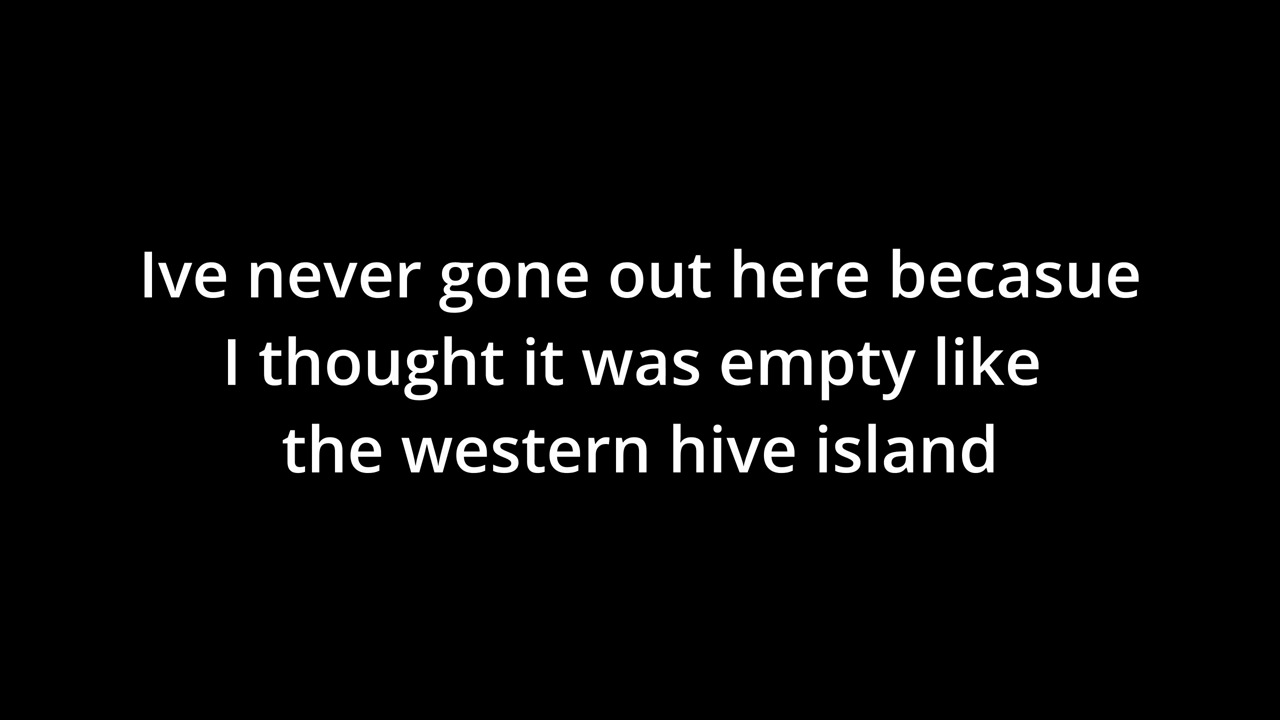 Ive never gone out here becasue
I thought it was empty like
the western hive island